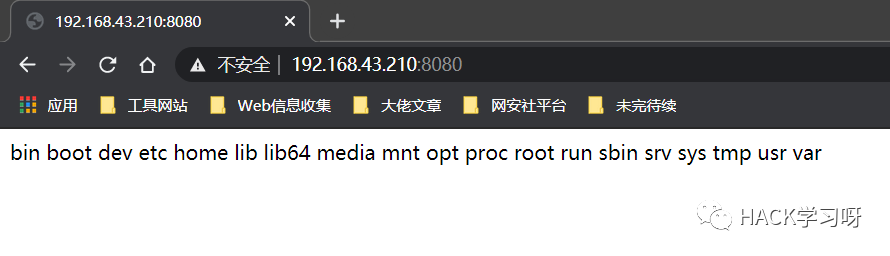 192.168.43.210:8080
不安全 | 192.168.43.210:8080
应用 工具网站 Web信息收集 大佬文章 网安社平台 未完待续
bin boot dev etc home lib lib64 media mnt opt proc root run sbin srv sys tmp usr var
HACK学习呀